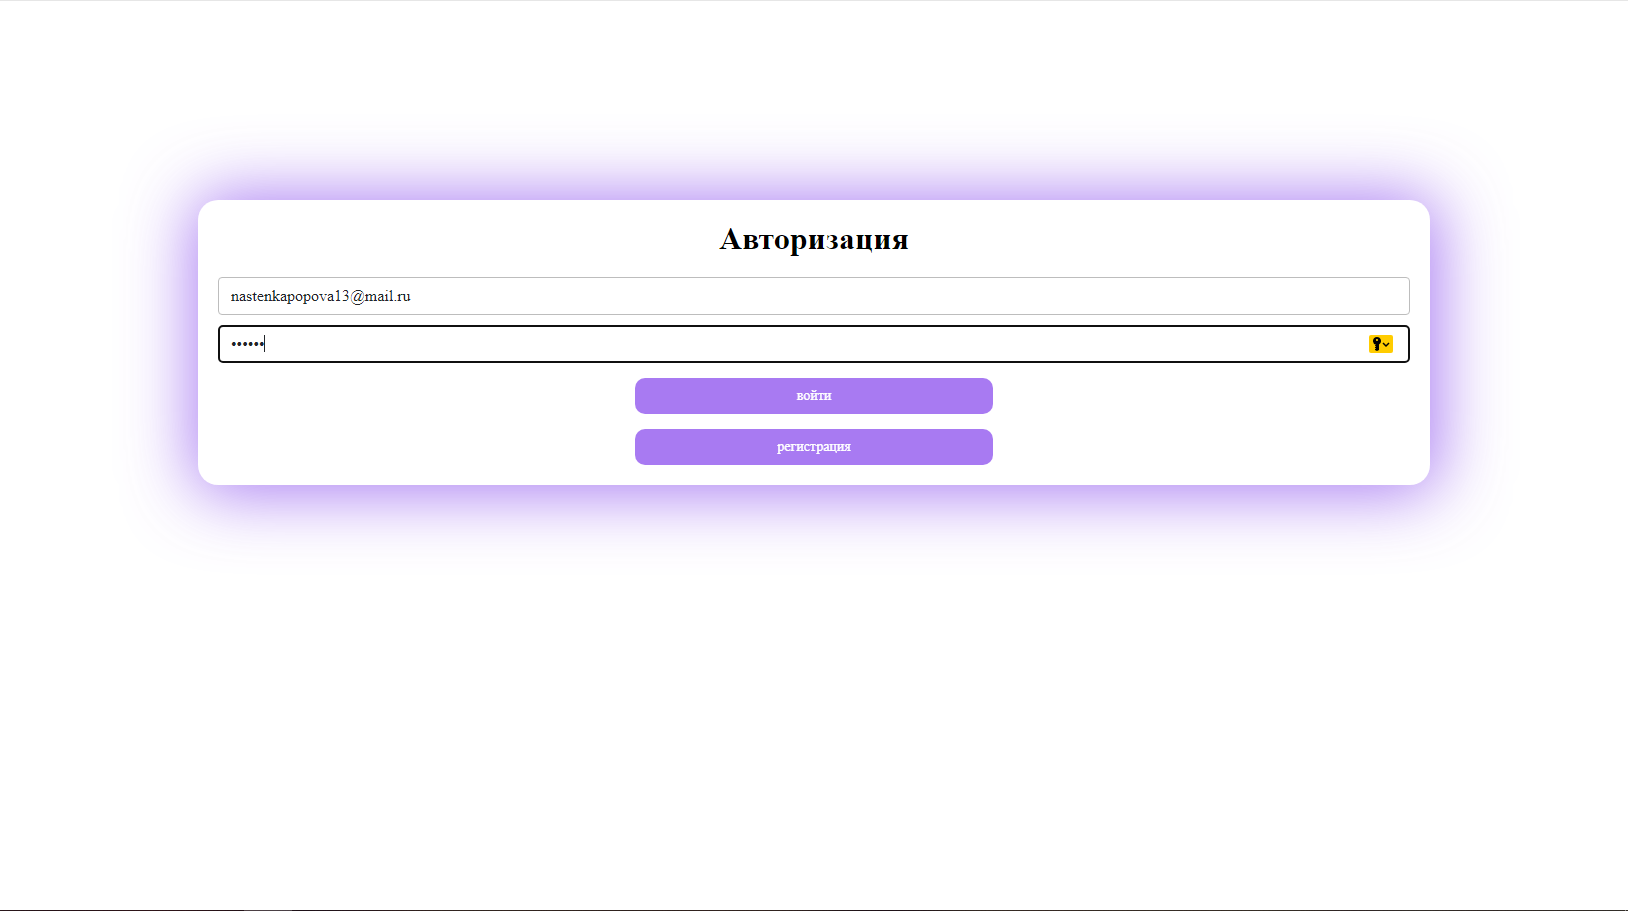 Авторизация
nastenkapopova13@mail.ru
••••••
войти
регистрация